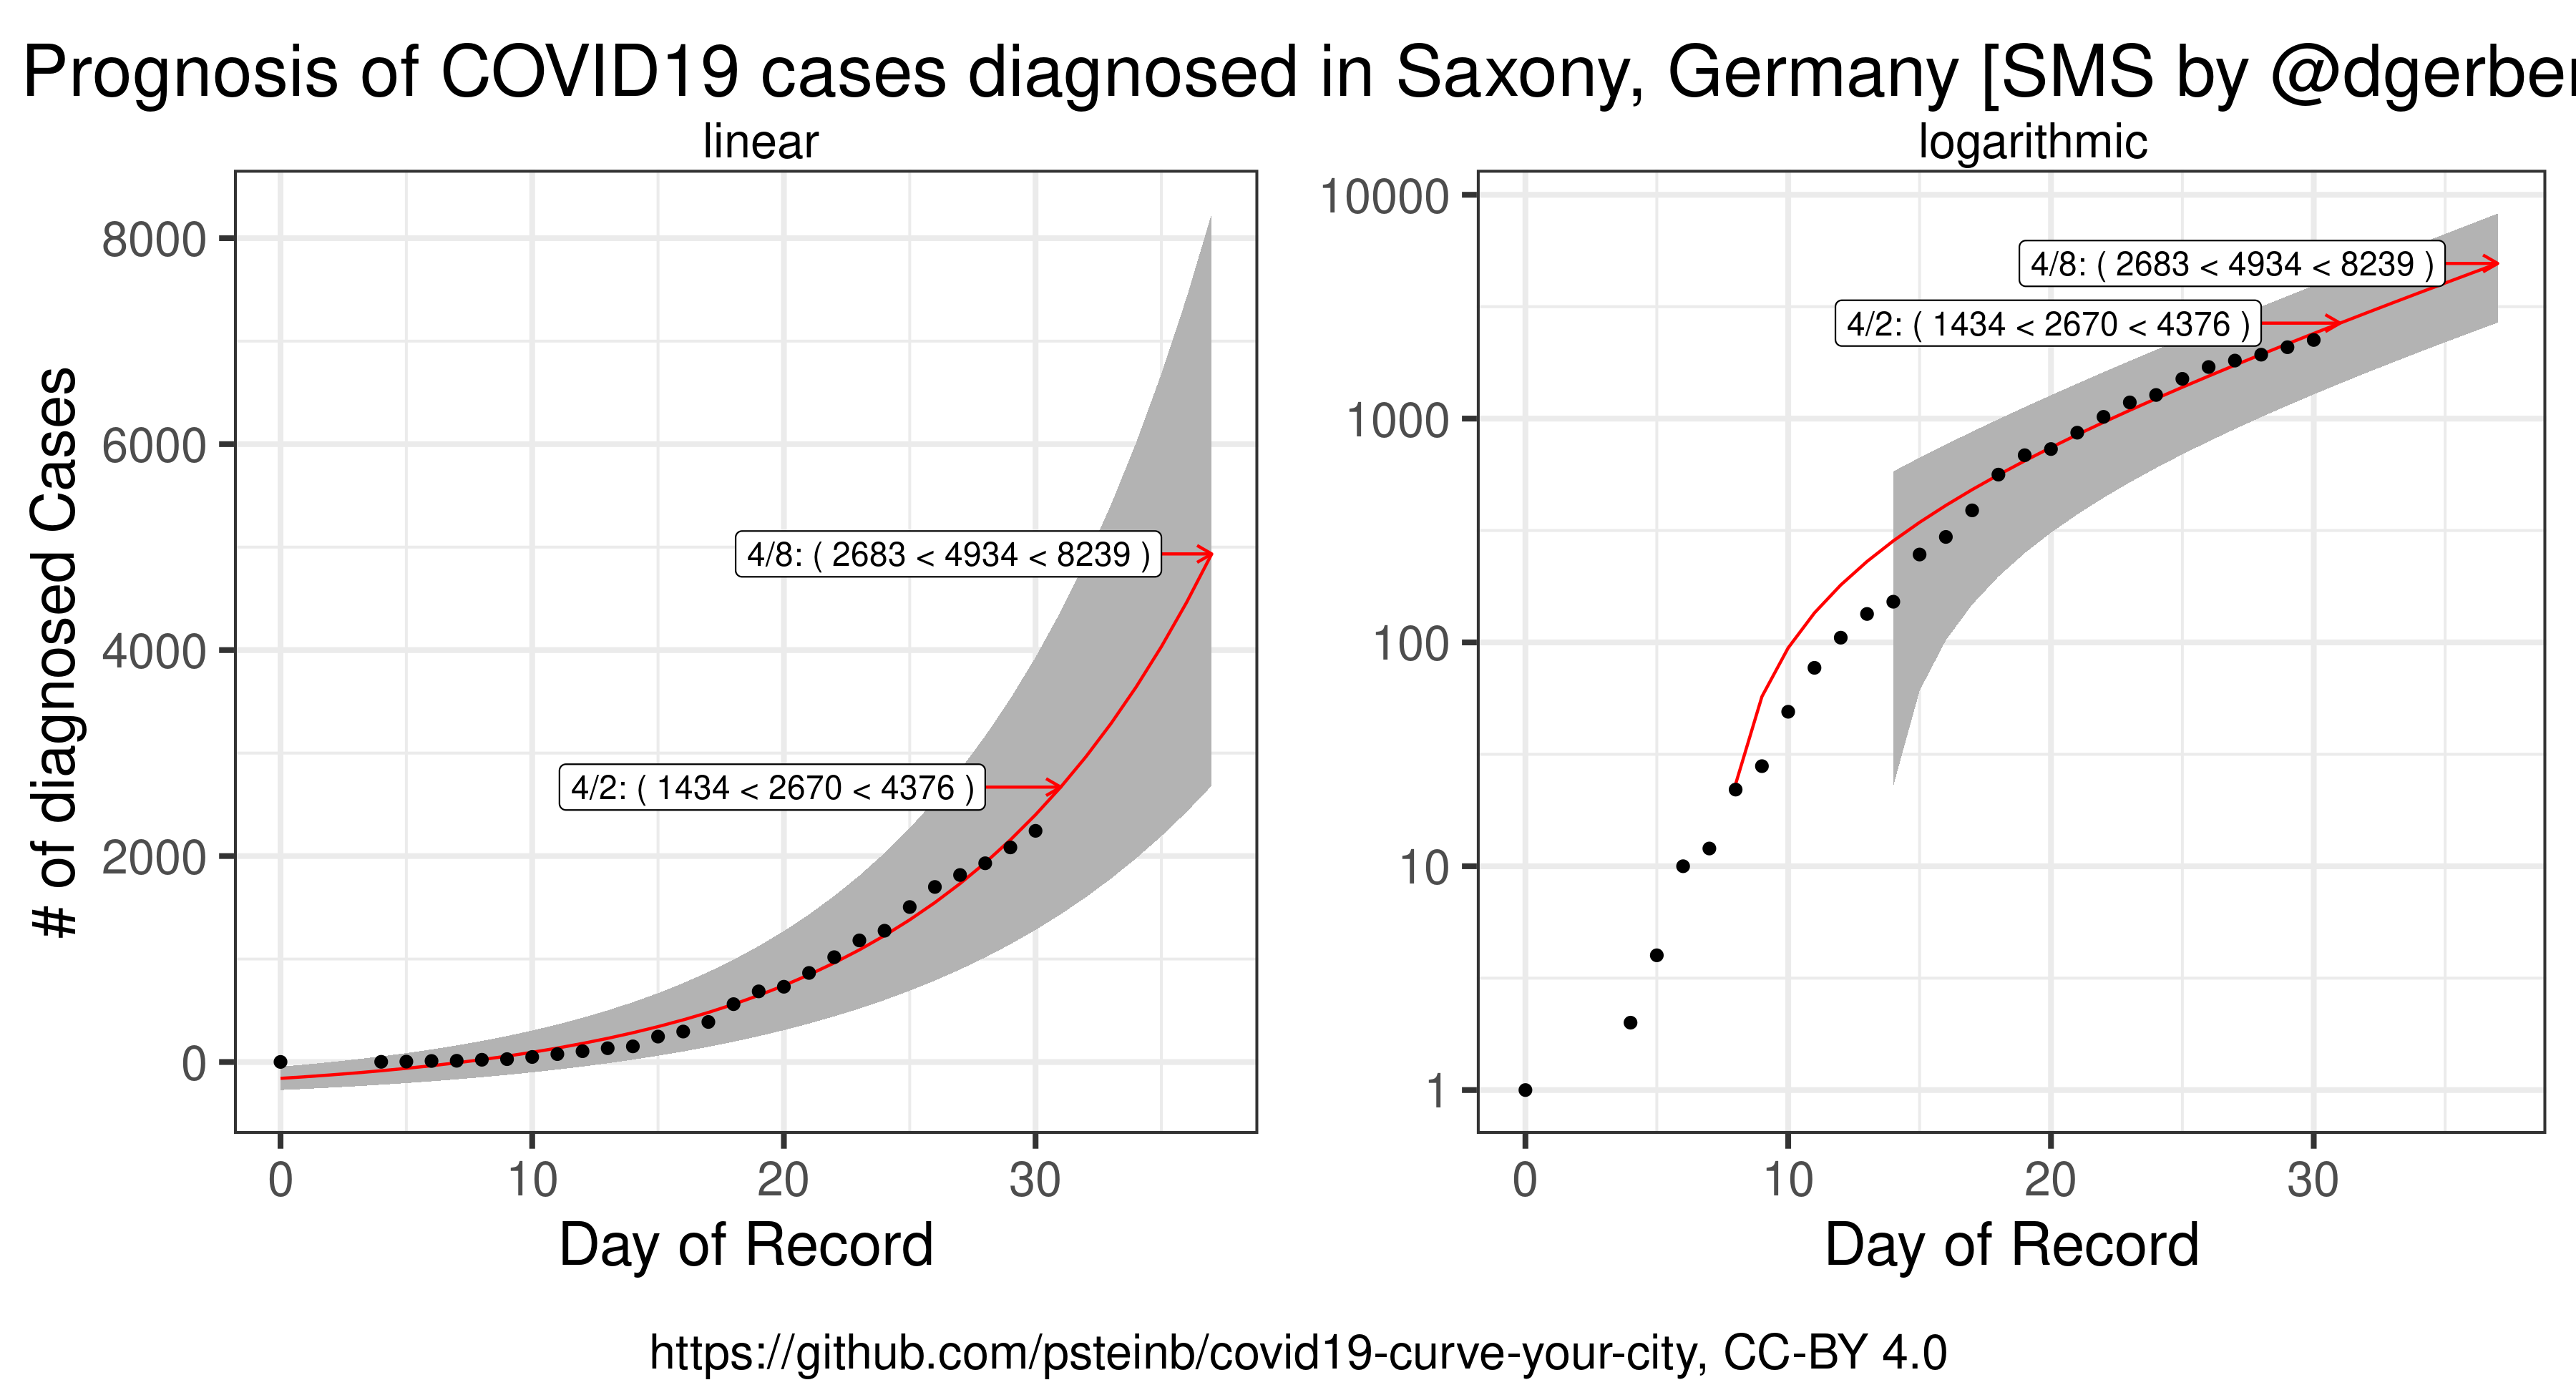 Prognosis of COVID19 cases diagnosed in Saxony, Germany [SMS by @dgerber
linear
8000
6000
4000
2000
0
# of diagnosed Cases
4/8: ( 2683 < 4934 < 8239 )
4/2: ( 1434 < 2670 < 4376 )
0 10 20 30
Day of Record
logarithmic
10000
1000
100
10
1
4/8: ( 2683 < 4934 < 8239 )
4/2: ( 1434 < 2670 < 4376 )
0 10 20 30
Day of Record
https://github.com/psteinb/covid19-curve-your-city, CC-BY 4.0